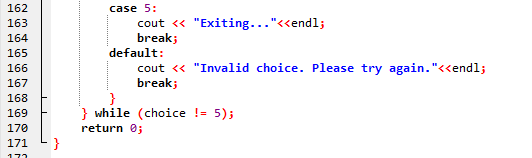 162 case 5:
163 cout << "Exiting..."<<endl;
164 break;
165 default:
166 cout << "Invalid choice. Please try again."<<endl;
167 break;
168 }
169 } while (choice != 5);
170 return 0;
171 }
172